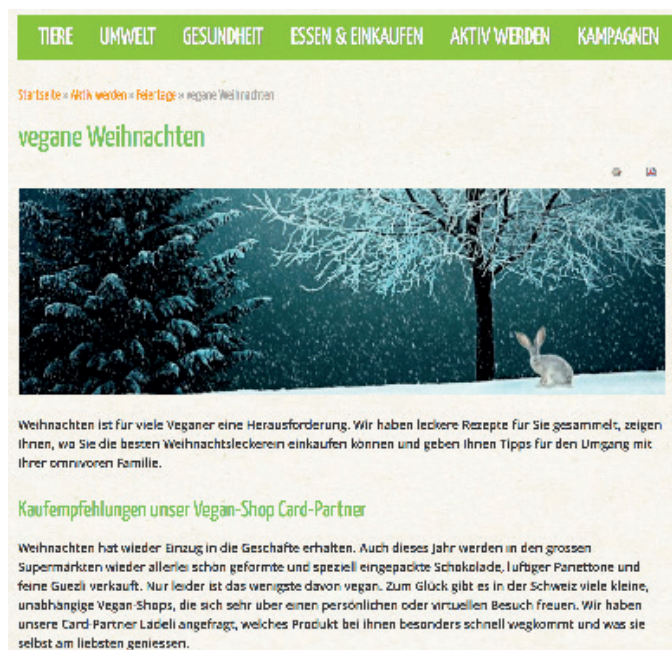 TIERE UMWELT GESUNDHEIT ESSEN & EINKAUFEN AKTIV WERDEN KAMPAGNEN
Startseite » Aktiv werden » Feiertage » vegane Weihnachten
vegane Weihnachten
Weihnachten ist für viele Veganer eine Herausforderung. Wir haben leckere Rezepte für Sie gesammelt, zeigen
Ihnen, wo Sie die besten Weihnachtsleckerein einkaufen können und geben Ihnen Tipps für den Umgang mit
Ihrer omnivoren Familie.
Kaufempfehlungen unser Vegan-Shop Card-Partner
Weihnachten hat wieder Einzug in die Geschäfte erhalten. Auch dieses Jahr werden in den grossen
Supermärkten wieder allerlei schön geformte und speziell eingepackte Schokolade, luftiger Panettone und
feine Guezli verkauft. Nur leider ist das wenigste davon vegan. Zum Glück gibt es in der Schweiz viele kleine,
unabhängige Vegan-Shops, die sich sehr über einen persönlichen oder virtuellen Besuch freuen. Wir haben
unsere Card-Partner Lädeli angefragt, welches Produkt bei ihnen besonders schnell wegkommt und was sie
selbst am liebsten geniessen.